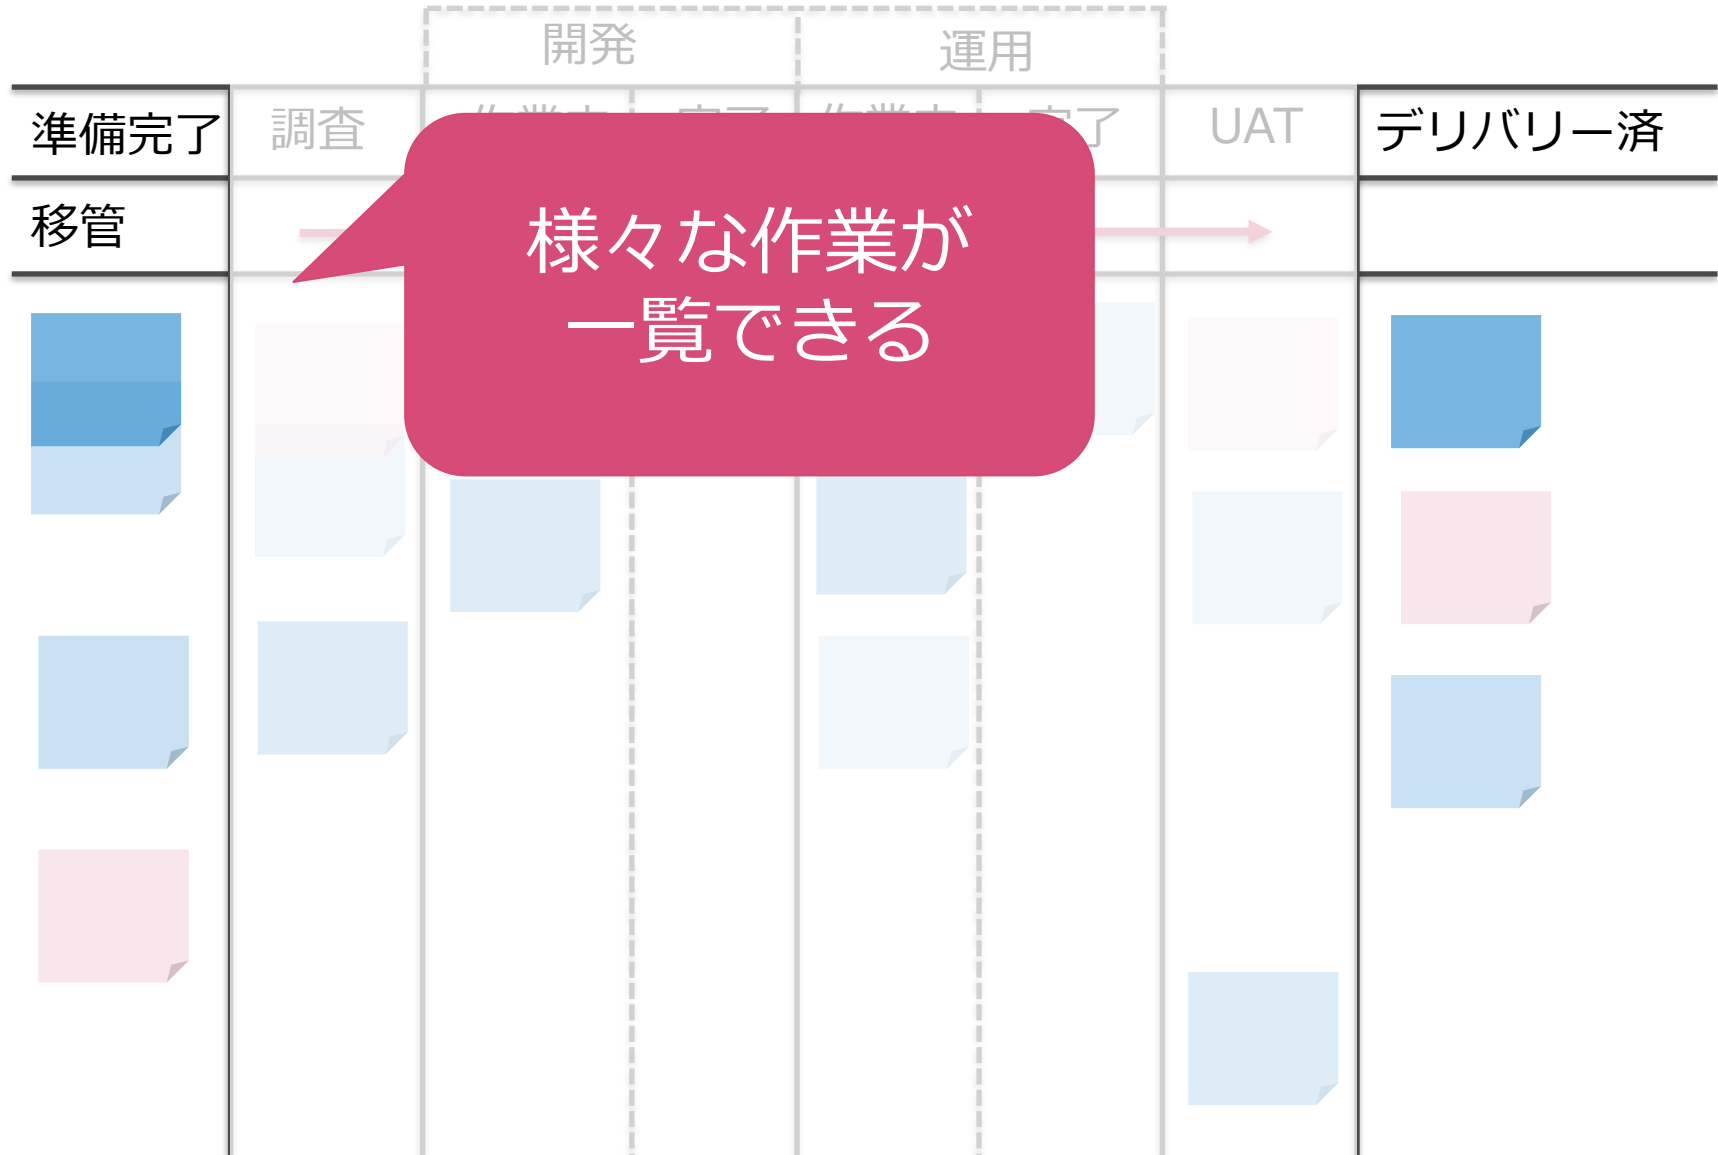 開発
運用
準備完了
調査
UAT
デリバリー済
移管
様々な作業が
一覧できる